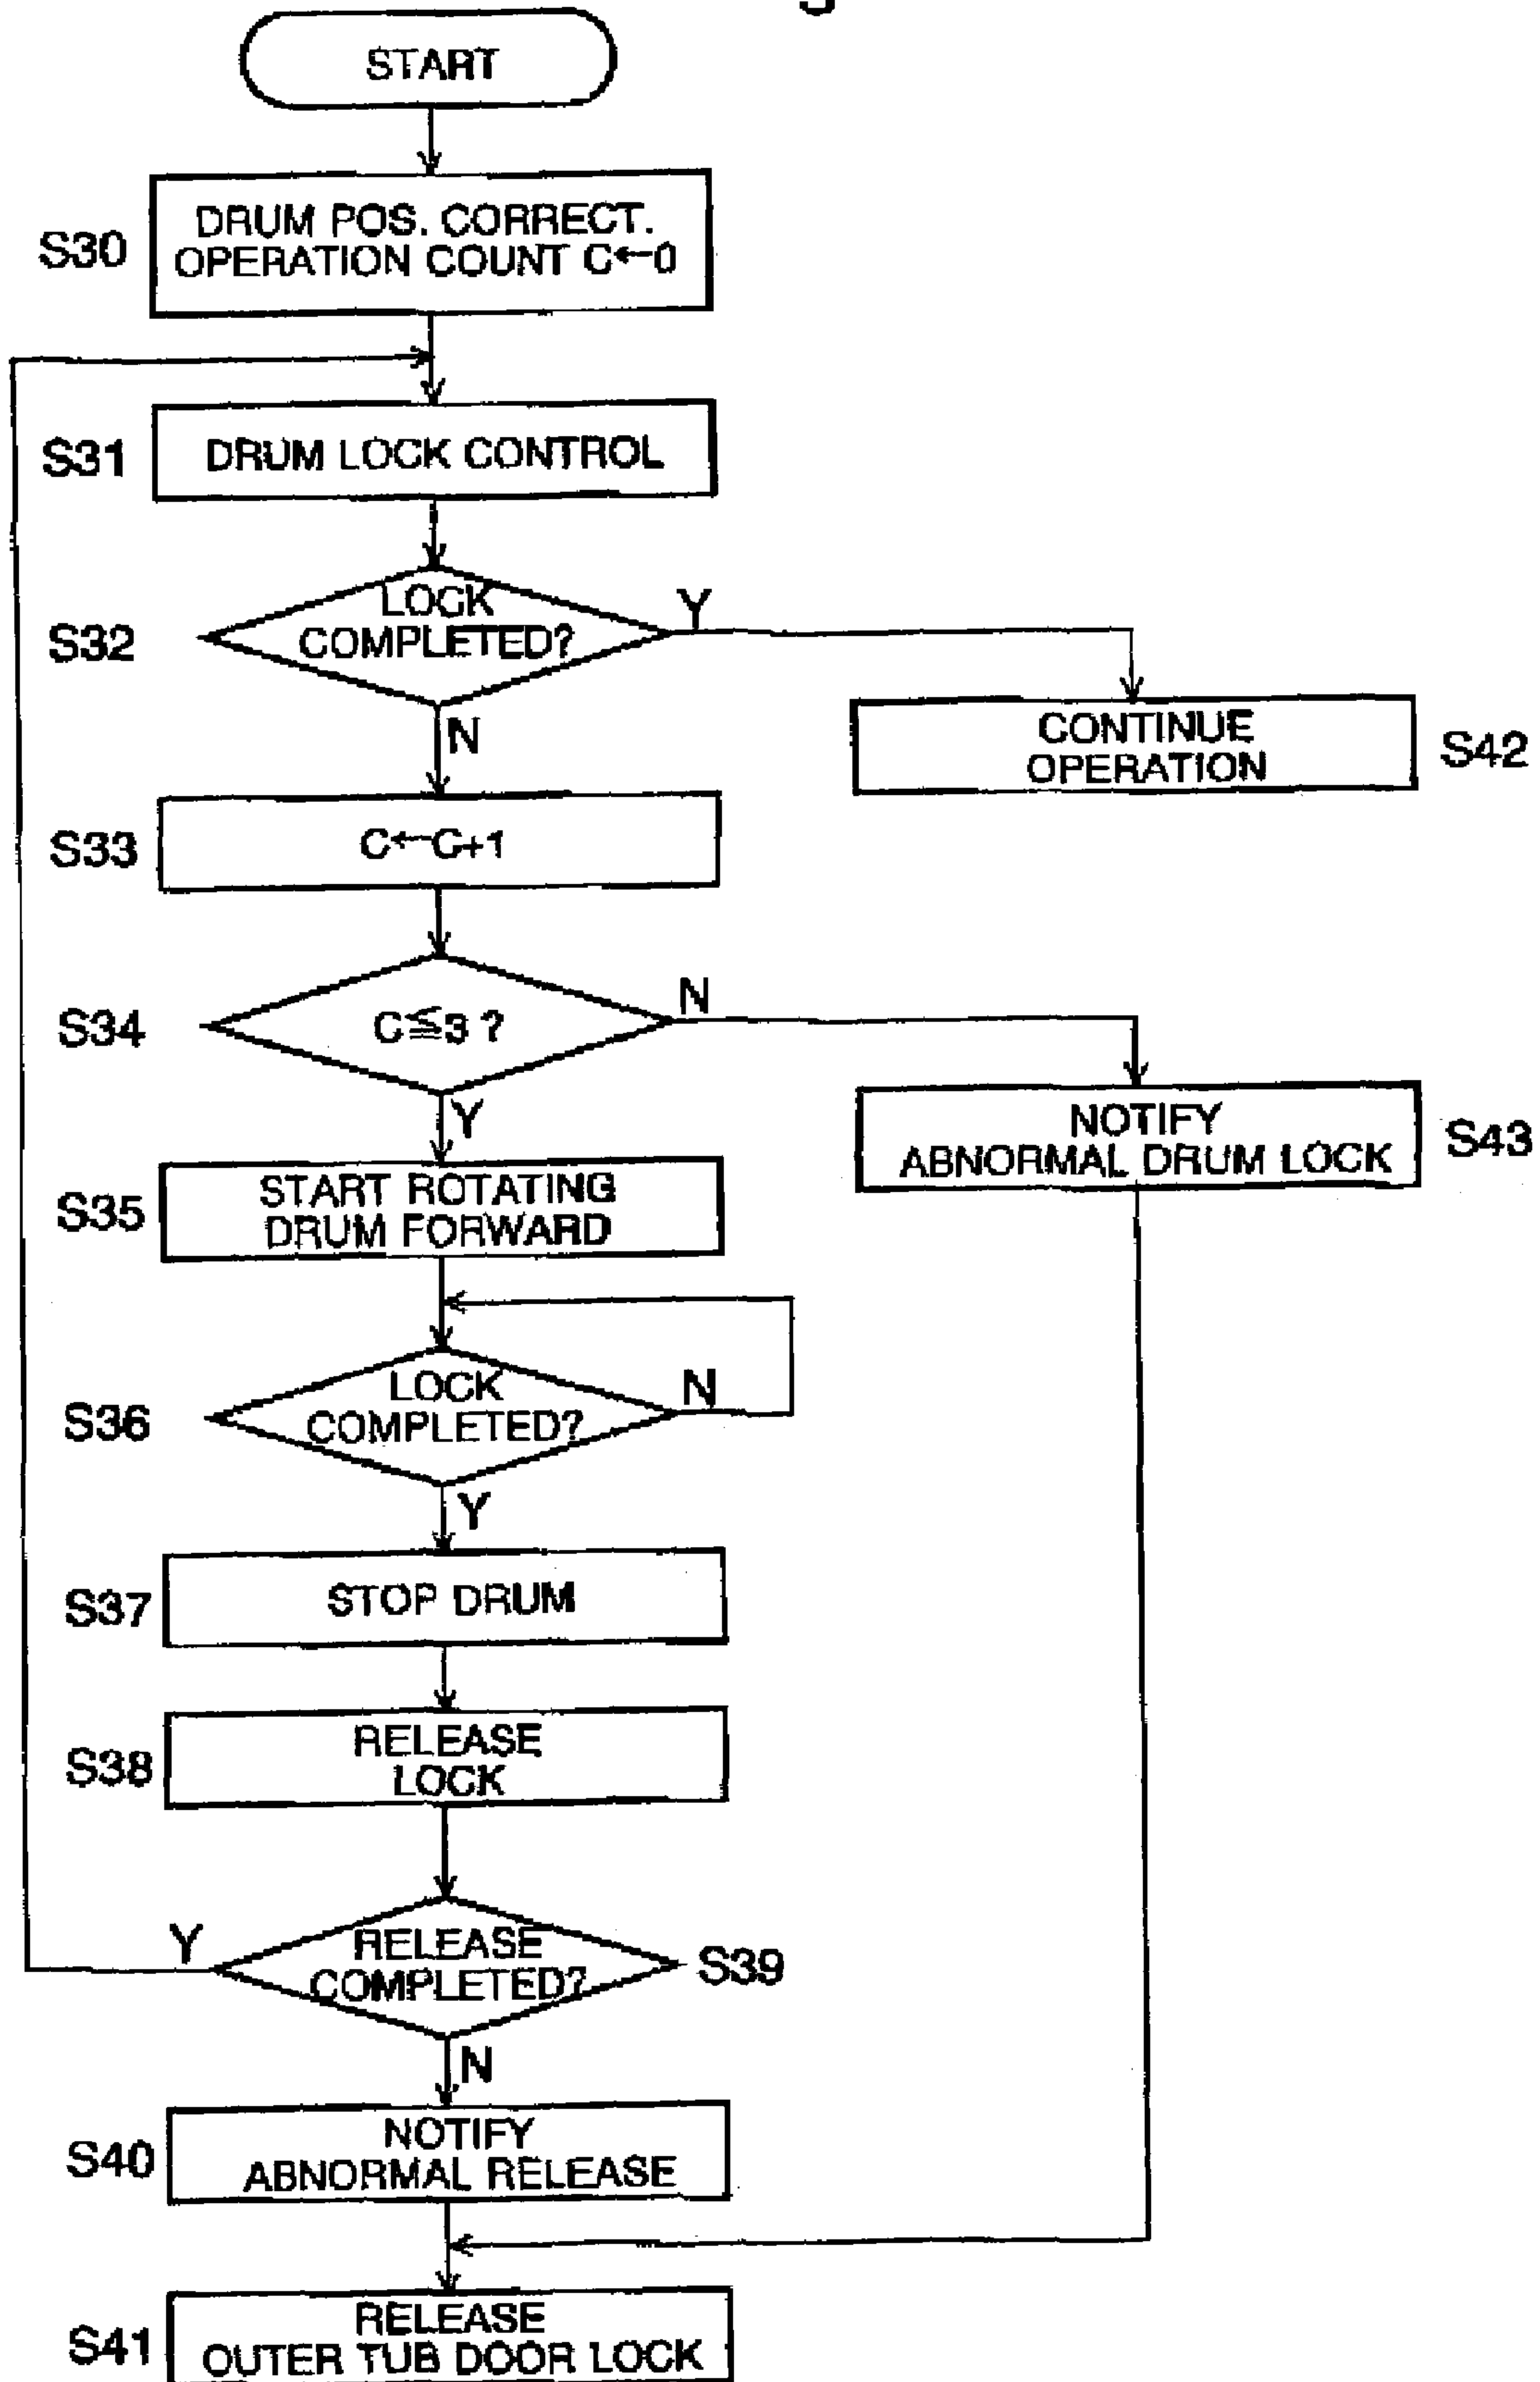 START
S30
DRUM POS. CORRECT.
OPERATION COUNT C←0
S31
DRUM LOCK CONTROL
S32
LOCK
COMPLETED?
Y
N
CONTINUE
OPERATION
S42
S33
C←C+1
S34
C≦3 ?
N
Y
NOTIFY
ABNORMAL DRUM LOCK
S43
S35
START ROTATING
DRUM FORWARD
S36
LOCK
COMPLETED?
N
Y
S37
STOP DRUM
S38
RELEASE
LOCK
Y
RELEASE
COMPLETED?
S39
N
S40
NOTIFY
ABNORMAL RELEASE
S41
RELEASE
OUTER TUB DOOR LOCK